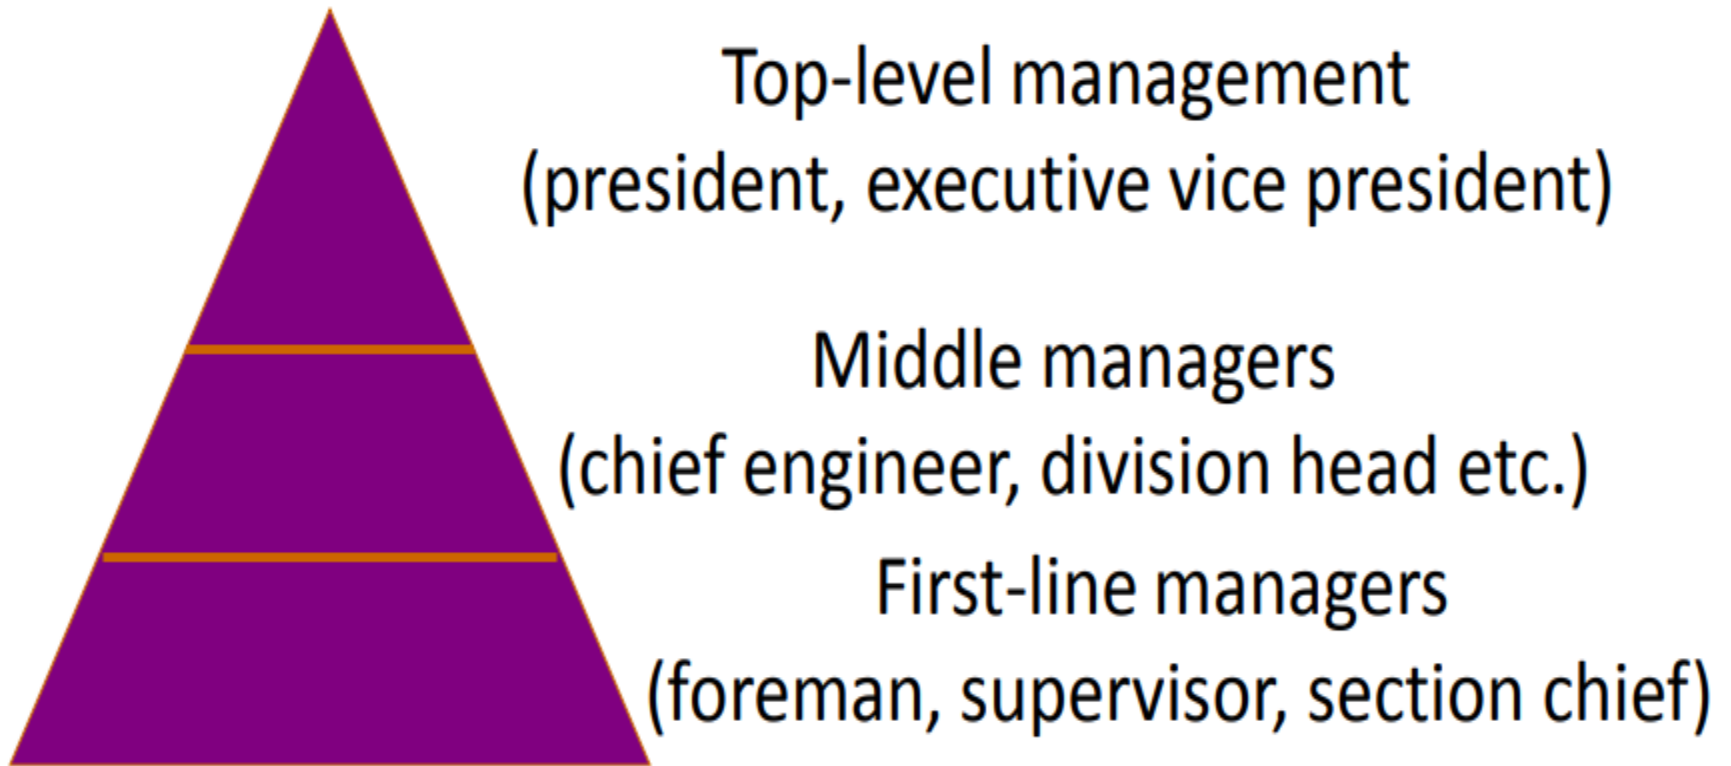 Top-level management
(president, executive vice president)
Middle managers
(chief engineer, division head etc.)
First-line managers
(foreman, supervisor, section chief)